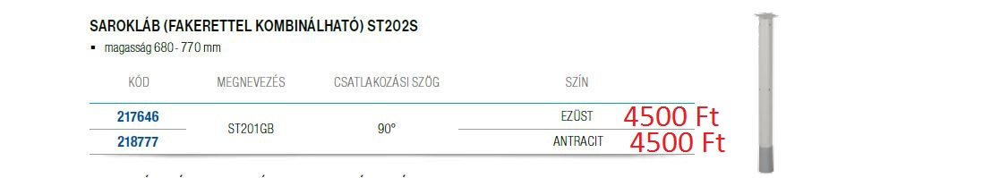 SAROKLÁB (FAKERETTEL KOMBINÁLHATÓ) ST202S
▪ magasság 680 - 770 mm
KÓD MEGNEVEZÉS CSATLAKOZÁSI SZÖG SZÍN
217646 EZÜST 4500 Ft
ST201GB 90°
218777 ANTRACIT 4500 Ft